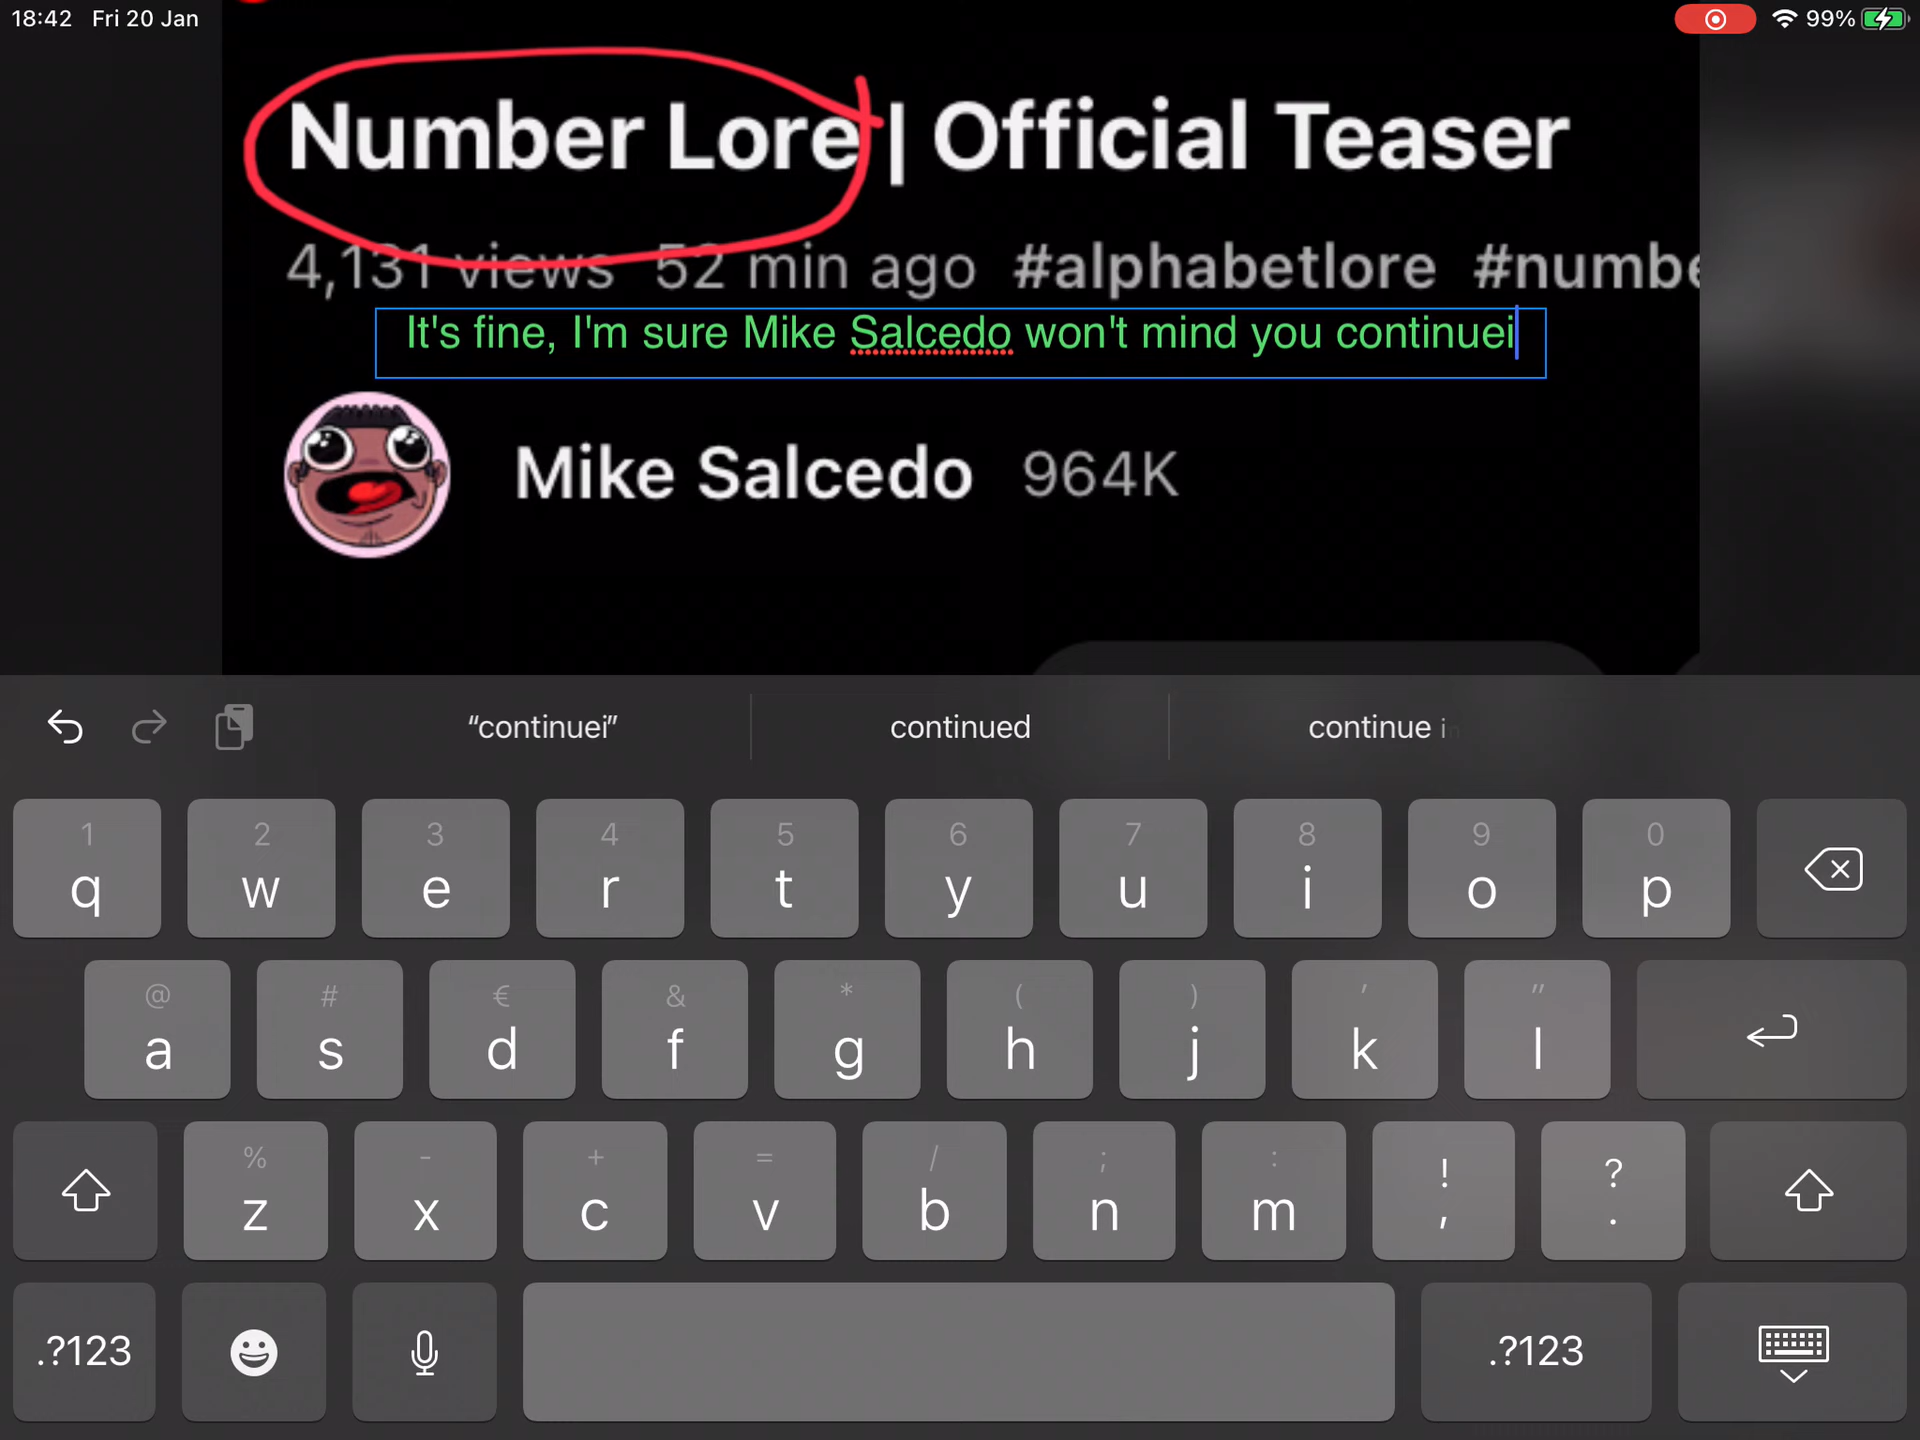 18:42 Fri 20 Jan 99%
Number Lore | Official Teaser
4,131 views 52 min ago #alphabetlore #numbe
It's fine, I'm sure Mike Salcedo won't mind you continuei
Mike Salcedo 964K
“continuei” continued continue in
1 2 3 4 5 6 7 8 9 0
q w e r t y u i o p
@ # € & * ( ) ' "
a s d f g h j k l
% - + = / ; : ! ?
z x c v b n m , .
.?123 .?123